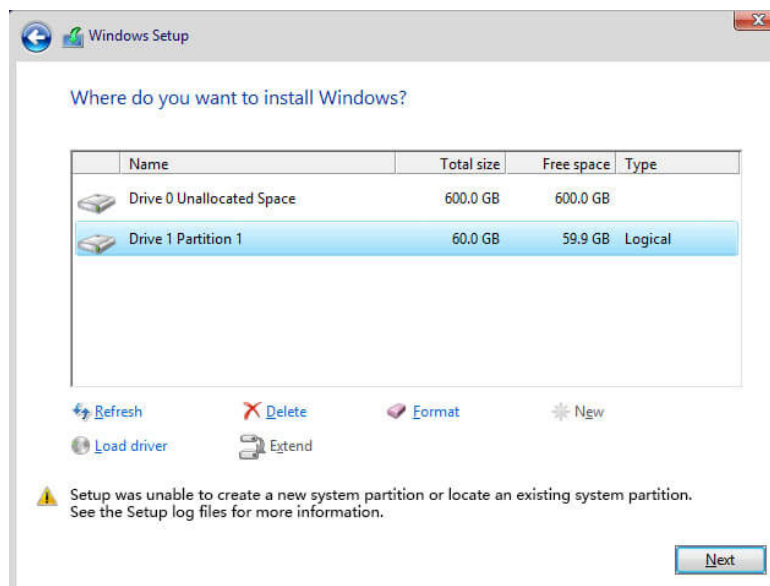 Windows Setup
Where do you want to install Windows?
Name Total size Free space Type
Drive 0 Unallocated Space 600.0 GB 600.0 GB
Drive 1 Partition 1 60.0 GB 59.9 GB Logical
Refresh Delete Format New
Load driver Extend
Setup was unable to create a new system partition or locate an existing system partition.
See the Setup log files for more information.
Next